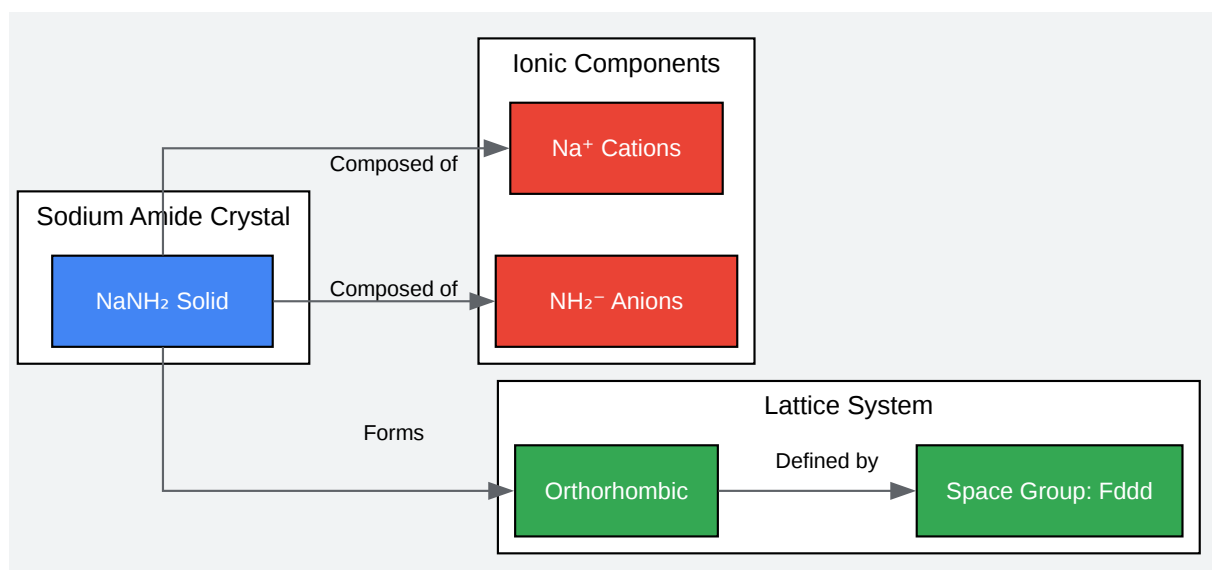 Ionic Components
Na⁺ Cations
Composed of
Sodium Amide Crystal
NaNH₂ Solid
Composed of
NH₂⁻ Anions
Lattice System
Forms
Orthorhombic
Defined by
Space Group: Fddd